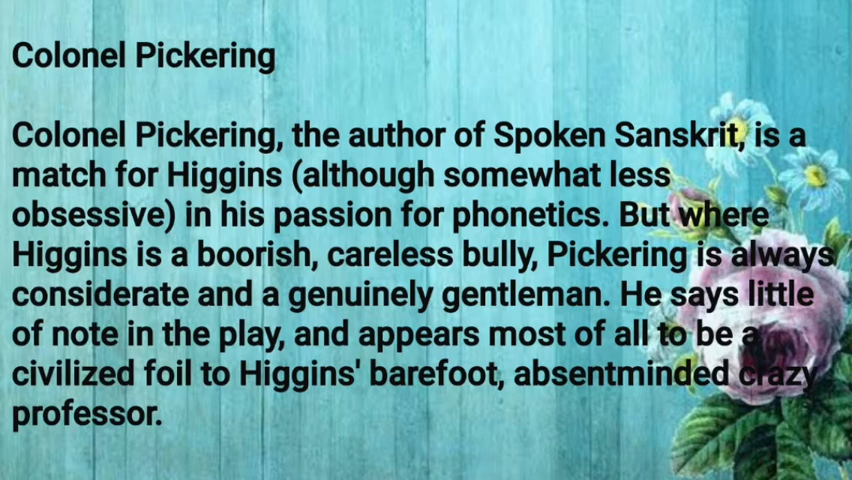 Colonel Pickering
Colonel Pickering, the author of Spoken Sanskrit, is a
match for Higgins (although somewhat less
obsessive) in his passion for phonetics. But where
Higgins is a boorish, careless bully, Pickering is always
considerate and a genuinely gentleman. He says little
of note in the play, and appears most of all to be a
civilized foil to Higgins' barefoot, absentminded crazy
professor.